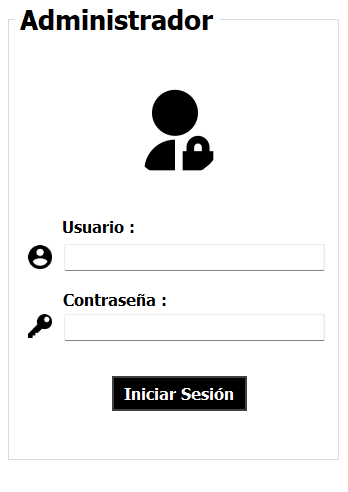 Administrador
Usuario :
Contraseña :
Iniciar Sesión